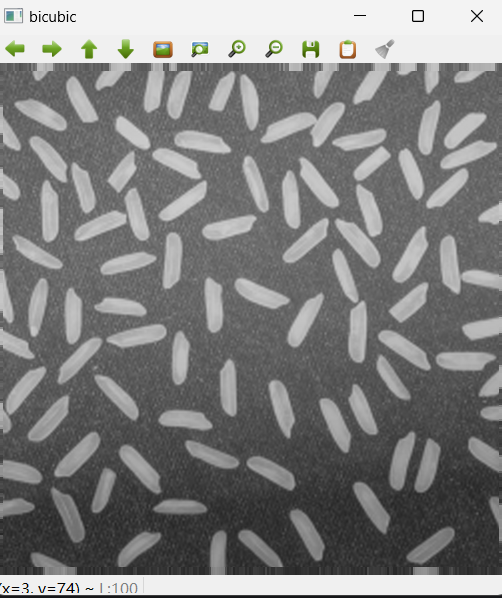 bicubic
(x=3, y=74) ~ L:100